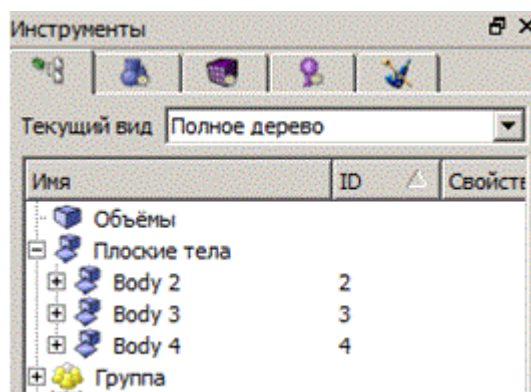 Инструменты
Текущий вид Полное дерево
Имя ID Свойств
Объёмы
Плоские тела
Body 2 2
Body 3 3
Body 4 4
Группа